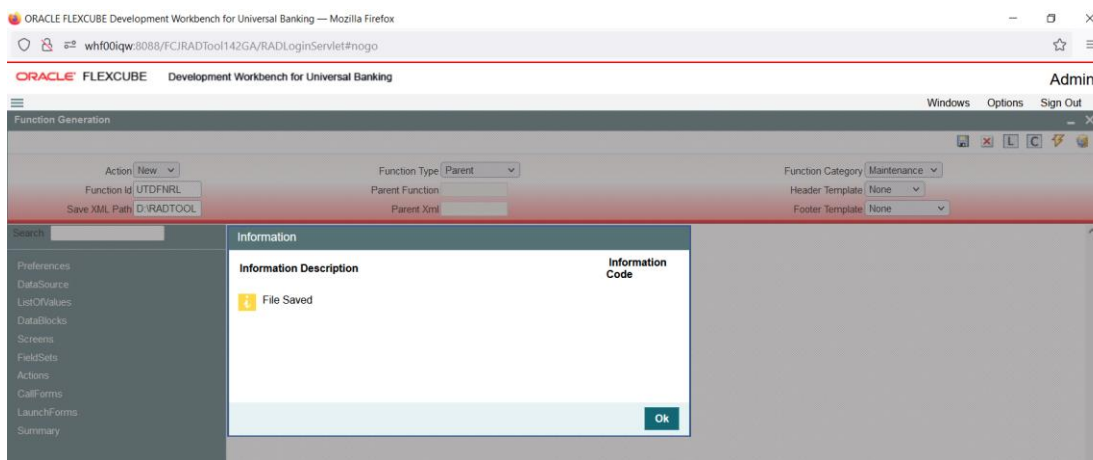 ORACLE FLEXCUBE Development Workbench for Universal Banking — Mozilla Firefox
whf00iqw:8088/FCJRADTool142GA/RADLoginServlet#nogo
ORACLE® FLEXCUBE Development Workbench for Universal Banking Admin
Windows Options Sign Out
Function Generation
L C
Action New Function Type Parent Function Category Maintenance
Function Id UTDFNRL Parent Function Header Template None
Save XML Path D:\RADTOOL Parent Xml Footer Template None
Search
Information
Information Description Information Code
File Saved
Preferences
DataSource
ListOfValues
DataBlocks
Screens
FieldSets
Actions
CallForms
LaunchForms
Summary
Ok